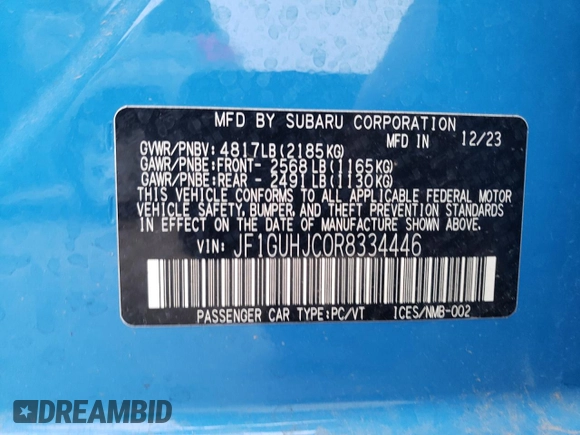 MFD BY SUBARU CORPORATION
GVWR/PNBV: 4817LB(2185KG) MFD IN 12/23
GAWR/PNBE:FRONT- 2568LB(1165KG)
GAWR/PNBE:REAR - 2491LB(1130KG)
THIS VEHICLE CONFORMS TO ALL APPLICABLE FEDERAL MOTOR
VEHICLE SAFETY, BUMPER, AND THEFT PREVENTION STANDARDS
IN EFFECT ON THE DATE OF MANUFACTURE SHOWN ABOVE.
VIN: JF1GUHJC0R8334446
PASSENGER CAR TYPE:PC/VT ICES/NMB-002
DREAMBID